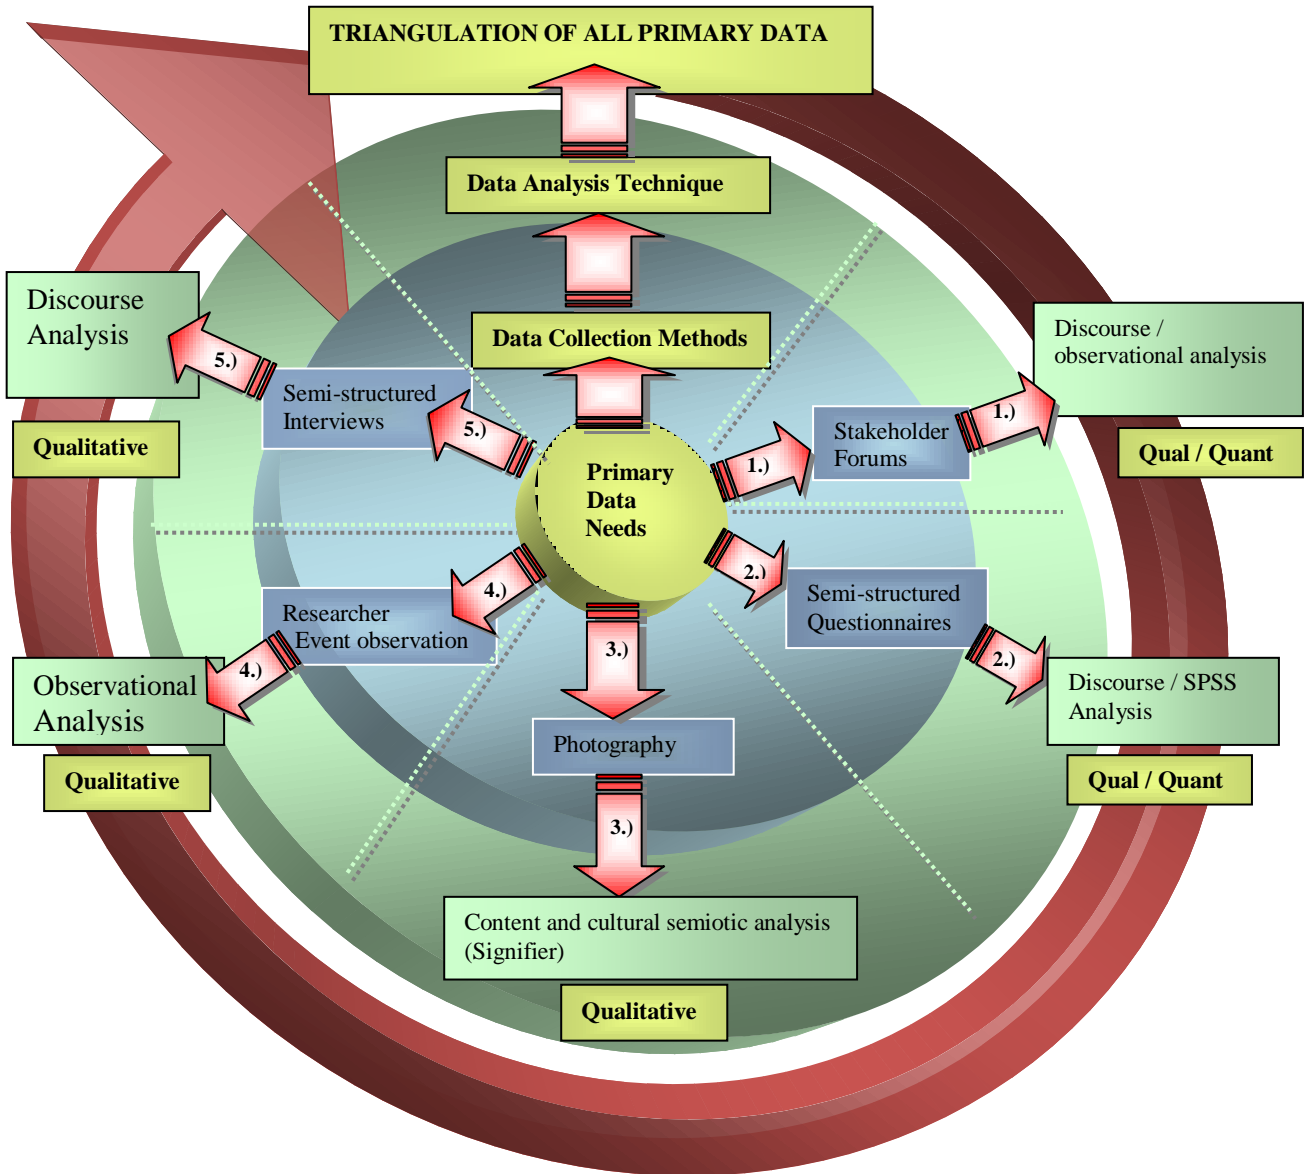 TRIANGULATION OF ALL PRIMARY DATA
Data Analysis Technique
Data Collection Methods
Primary
Data
Needs
1.)
Stakeholder
Forums
1.)
Discourse /
observational analysis
Qual / Quant
2.)
Semi-structured
Questionnaires
2.)
Discourse / SPSS
Analysis
Qual / Quant
3.)
Photography
3.)
Content and cultural semiotic analysis
(Signifier)
Qualitative
4.)
Researcher
Event observation
4.)
Observational
Analysis
Qualitative
5.)
Semi-structured
Interviews
5.)
Discourse
Analysis
Qualitative